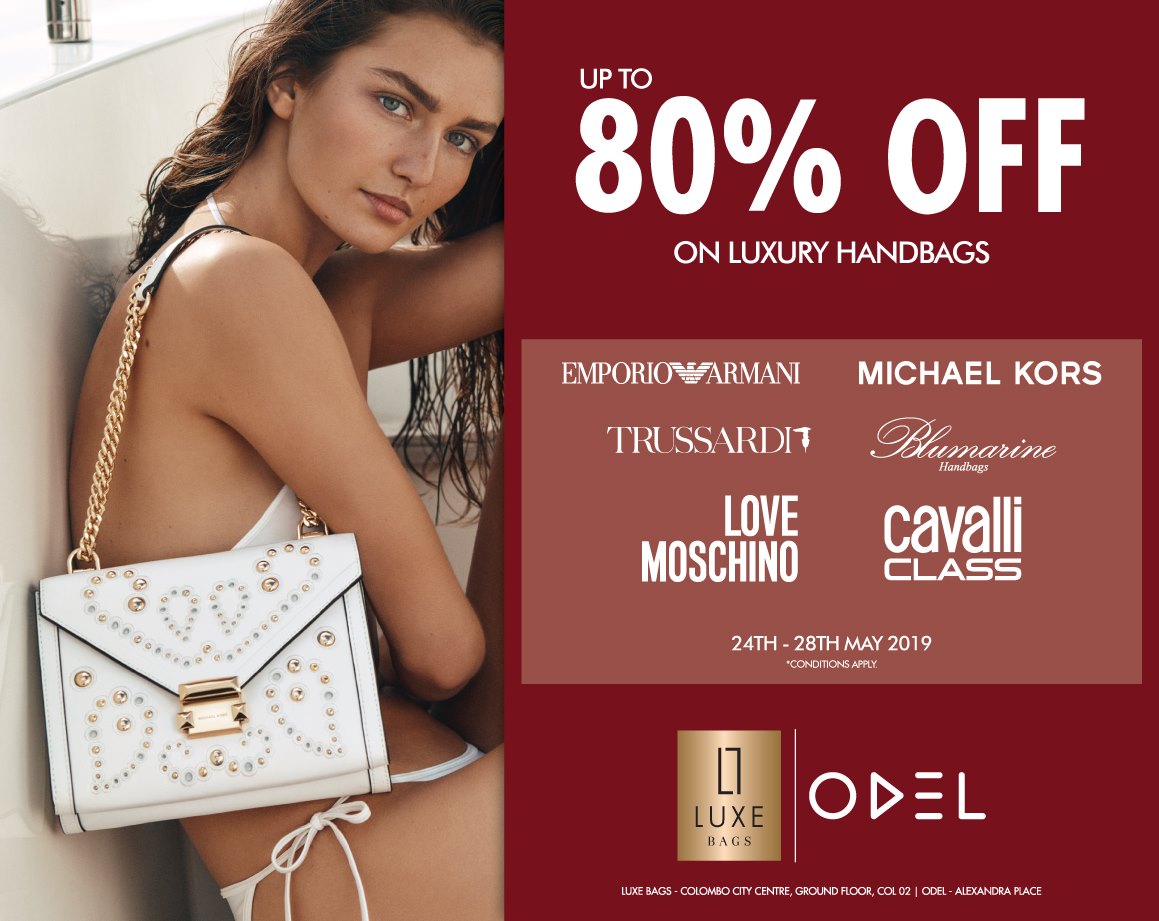 UP TO
80% OFF
ON LUXURY HANDBAGS
EMPORIO ARMANI
MICHAEL KORS
TRUSSARDI
Blumarine
Handbags
LOVE
MOSCHINO
cavalli
CLASS
24TH - 28TH MAY 2019
*CONDITIONS APPLY.
MICHAEL KORS
LUXE
BAGS
ODEL
LUXE BAGS - COLOMBO CITY CENTRE, GROUND FLOOR, COL 02 | ODEL - ALEXANDRA PLACE